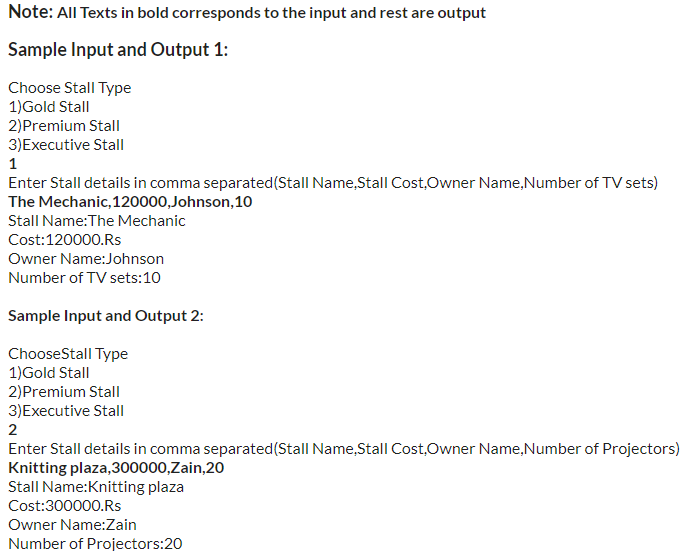 Note: All Texts in bold corresponds to the input and rest are output
Sample Input and Output 1:
Choose Stall Type
1)Gold Stall
2)Premium Stall
3)Executive Stall
1
Enter Stall details in comma separated(Stall Name,Stall Cost,Owner Name,Number of TV sets)
The Mechanic,120000,Johnson,10
Stall Name:The Mechanic
Cost:120000.Rs
Owner Name:Johnson
Number of TV sets:10
Sample Input and Output 2:
ChooseStall Type
1)Gold Stall
2)Premium Stall
3)Executive Stall
2
Enter Stall details in comma separated(Stall Name,Stall Cost,Owner Name,Number of Projectors)
Knitting plaza,300000,Zain,20
Stall Name:Knitting plaza
Cost:300000.Rs
Owner Name:Zain
Number of Projectors:20